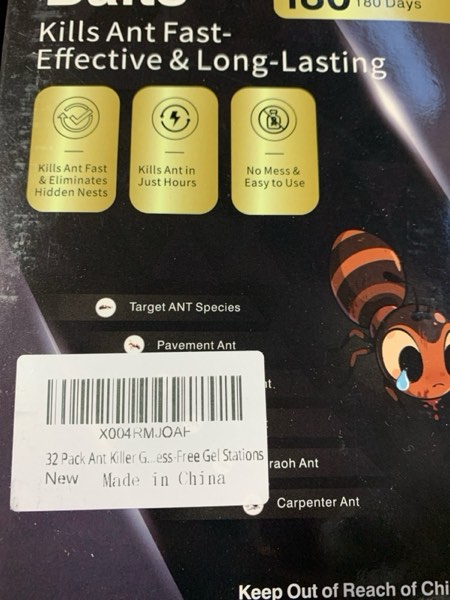 Baits
180 180 Days
Kills Ant Fast-
Effective & Long-Lasting
Kills Ant Fast
& Eliminates
Hidden Nests
Kills Ant in
Just Hours
No Mess &
Easy to Use
Target ANT Species
Pavement Ant
nt
raoh Ant
Carpenter Ant
X004RMJOAF
32 Pack Ant Killer G...ess-Free Gel Stations
New Made in China
Keep Out of Reach of Chi